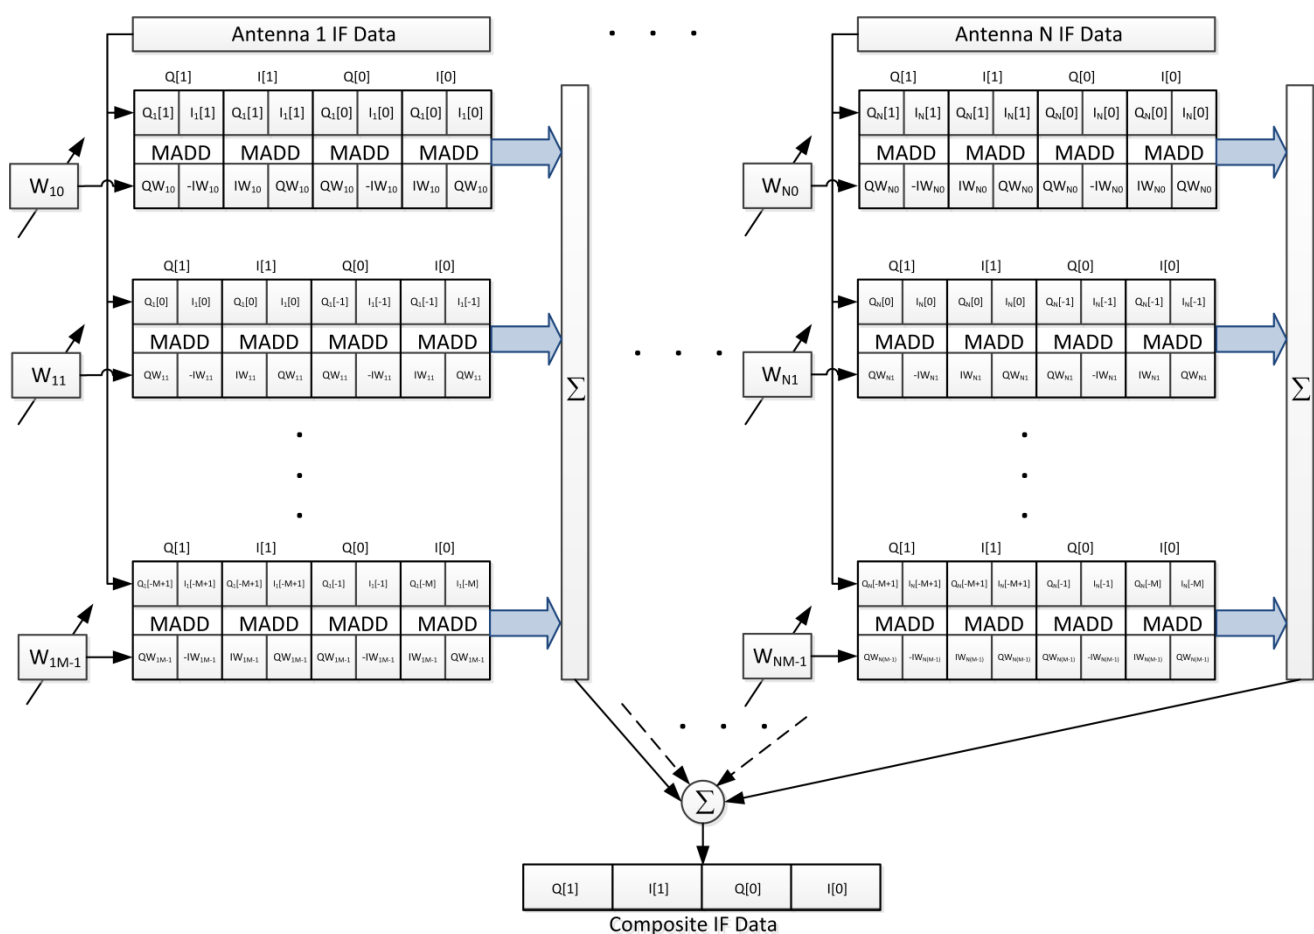 Antenna 1 IF Data
Q[1] I[1] Q[0] I[0]
Q₁[1] I₁[1] Q₁[1] I₁[1] Q₁[0] I₁[0] Q₁[0] I₁[0]
MADD MADD MADD MADD
W₁₀
QW₁₀ -IW₁₀ IW₁₀ QW₁₀ QW₁₀ -IW₁₀ IW₁₀ QW₁₀
Q[1] I[1] Q[0] I[0]
Q₁[0] I₁[0] Q₁[0] I₁[0] Q₁[-1] I₁[-1] Q₁[-1] I₁[-1]
MADD MADD MADD MADD
W₁₁
QW₁₁ -IW₁₁ IW₁₁ QW₁₁ QW₁₁ -IW₁₁ IW₁₁ QW₁₁
Q[1] I[1] Q[0] I[0]
Q₁[-M+1] I₁[-M+1] Q₁[-M+1] I₁[-M+1] Q₁[-1] I₁[-1] Q₁[-M] I₁[-M]
MADD MADD MADD MADD
W1M-1
QW1M-1 -IW1M-1 IW1M-1 QW1M-1 QW1M-1 -IW1M-1 IW1M-1 QW1M-1
Σ
. . .
Antenna N IF Data
Q[1] I[1] Q[0] I[0]
QN[1] IN[1] QN[1] IN[1] QN[0] IN[0] QN[0] IN[0]
MADD MADD MADD MADD
WN0
QWN0 -IWN0 IWN0 QWN0 QWN0 -IWN0 IWN0 QWN0
Q[1] I[1] Q[0] I[0]
QN[0] IN[0] QN[0] IN[0] QN[-1] IN[-1] QN[-1] IN[-1]
MADD MADD MADD MADD
WN1
QWN1 -IWN1 IWN1 QWN1 QWN1 -IWN1 IWN1 QWN1
Q[1] I[1] Q[0] I[0]
QN[-M+1] IN[-M+1] QN[-M+1] IN[-M+1] QN[-1] IN[-1] QN[-M] IN[-M]
MADD MADD MADD MADD
WNM-1
QWN(M-1) -IWN(M-1) IWN(M-1) QWN(M-1) QWN(M-1) -IWN(M-1) IWN(M-1) QWN(M-1)
Σ
Σ
Q[1] I[1] Q[0] I[0]
Composite IF Data